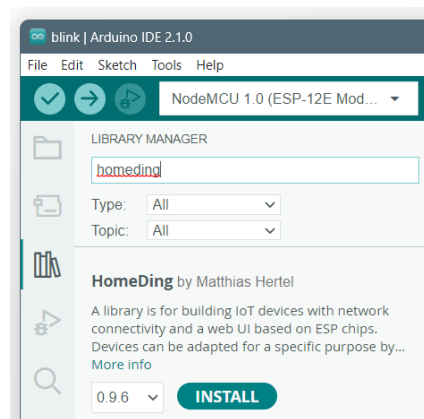 blink | Arduino IDE 2.1.0
File Edit Sketch Tools Help
NodeMCU 1.0 (ESP-12E Mod...
LIBRARY MANAGER
homeding
Type: All
Topic: All
HomeDing by Matthias Hertel
A library is for building IoT devices with network
connectivity and a web UI based on ESP chips.
Devices can be adapted for a specific purpose by...
More info
0.9.6 INSTALL